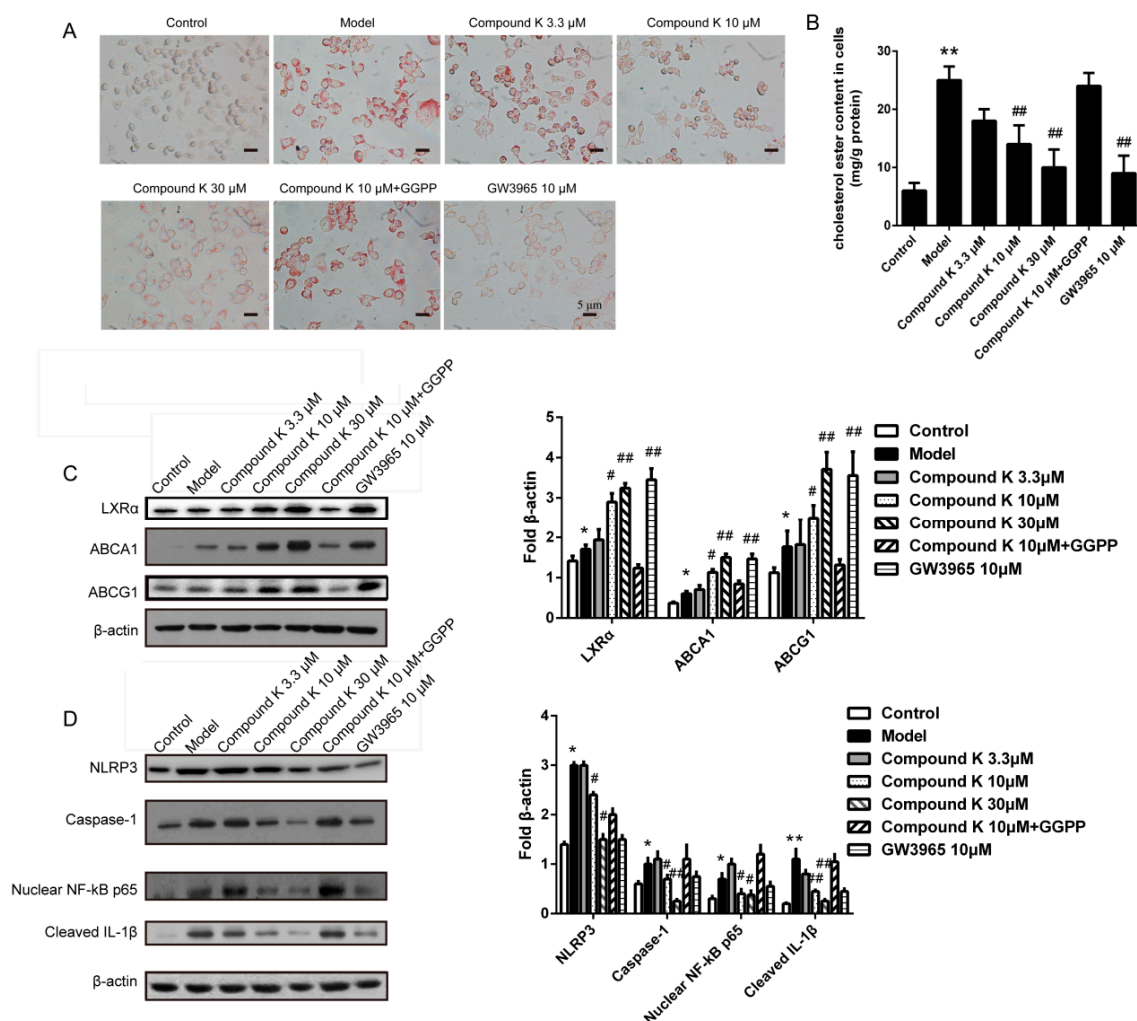 A
Control
Model
Compound K 3.3 µM
Compound K 10 µM
Compound K 30 µM
Compound K 10 µM+GGPP
GW3965 10 µM
5 µm
B
cholesterol ester content in cells
(mg/g protein)
40
30
20
10
0
**
##
##
##
Control
Model
Compound K 3.3 µM
Compound K 10 µM
Compound K 30 µM
Compound K 10 µM+GGPP
GW3965 10 µM
C
Control
Model
Compound K 3.3 µM
Compound K 10 µM
Compound K 30 µM
Compound K 10 µM+GGPP
GW3965 10 µM
LXRα
ABCA1
ABCG1
β-actin
Fold β-actin
5
4
3
2
1
0
*
#
##
##
*
#
##
##
*
#
##
##
LXRα
ABCA1
ABCG1
Control
Model
Compound K 3.3µM
Compound K 10µM
Compound K 30µM
Compound K 10µM+GGPP
GW3965 10µM
D
Control
Model
Compound K 3.3 µM
Compound K 10 µM
Compound K 30 µM
Compound K 10 µM+GGPP
GW3965 10 µM
NLRP3
Caspase-1
Nuclear NF-kB p65
Cleaved IL-1β
β-actin
Fold β-actin
4
3
2
1
0
*
#
#
*
#
##
*
#
#
**
##
##
NLRP3
Caspase-1
Nuclear NF-kB p65
Cleaved IL-1β
Control
Model
Compound K 3.3µM
Compound K 10µM
Compound K 30µM
Compound K 10µM+GGPP
GW3965 10µM